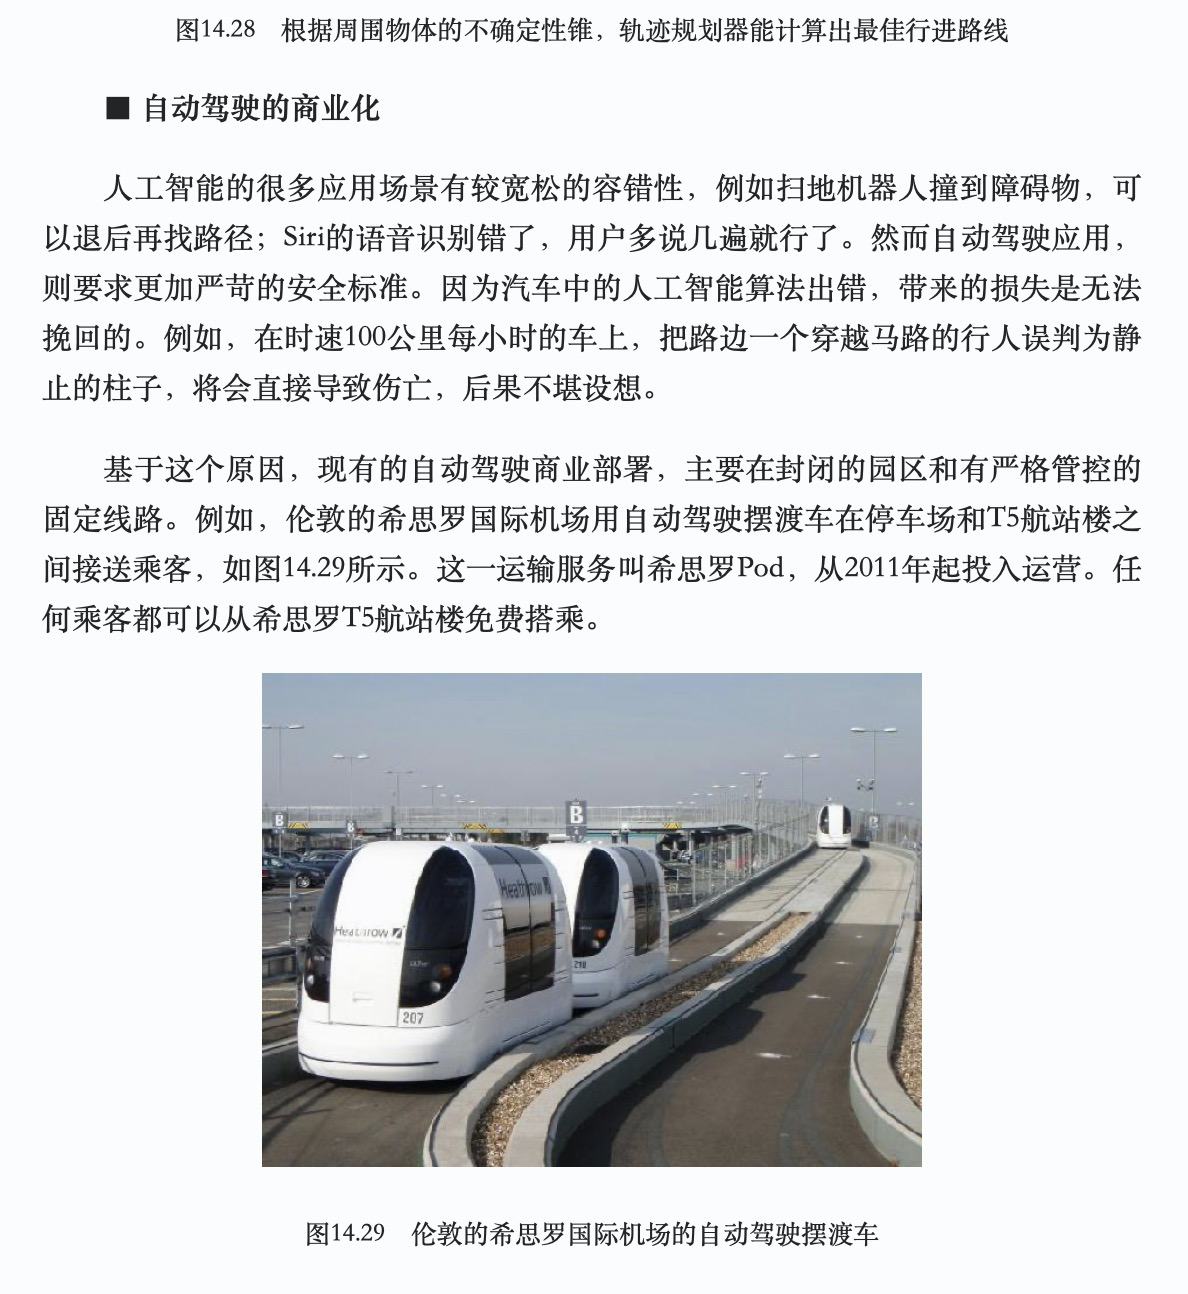 图14.28 根据周围物体的不确定性锥，轨迹规划器能计算出最佳行进路线
■ 自动驾驶的商业化
人工智能的很多应用场景有较宽松的容错性，例如扫地机器人撞到障碍物，可
以退后再找路径；Siri的语音识别错了，用户多说几遍就行了。然而自动驾驶应用，
则要求更加严苛的安全标准。因为汽车中的人工智能算法出错，带来的损失是无法
挽回的。例如，在时速100公里每小时的车上，把路边一个穿越马路的行人误判为静
止的柱子，将会直接导致伤亡，后果不堪设想。
基于这个原因，现有的自动驾驶商业部署，主要在封闭的园区和有严格管控的
固定线路。例如，伦敦的希思罗国际机场用自动驾驶摆渡车在停车场和T5航站楼之
间接送乘客，如图14.29所示。这一运输服务叫希思罗Pod，从2011年起投入运营。任
何乘客都可以从希思罗T5航站楼免费搭乘。
B
B
B
B
Heathrow
Heathrow
218
207
图14.29 伦敦的希思罗国际机场的自动驾驶摆渡车